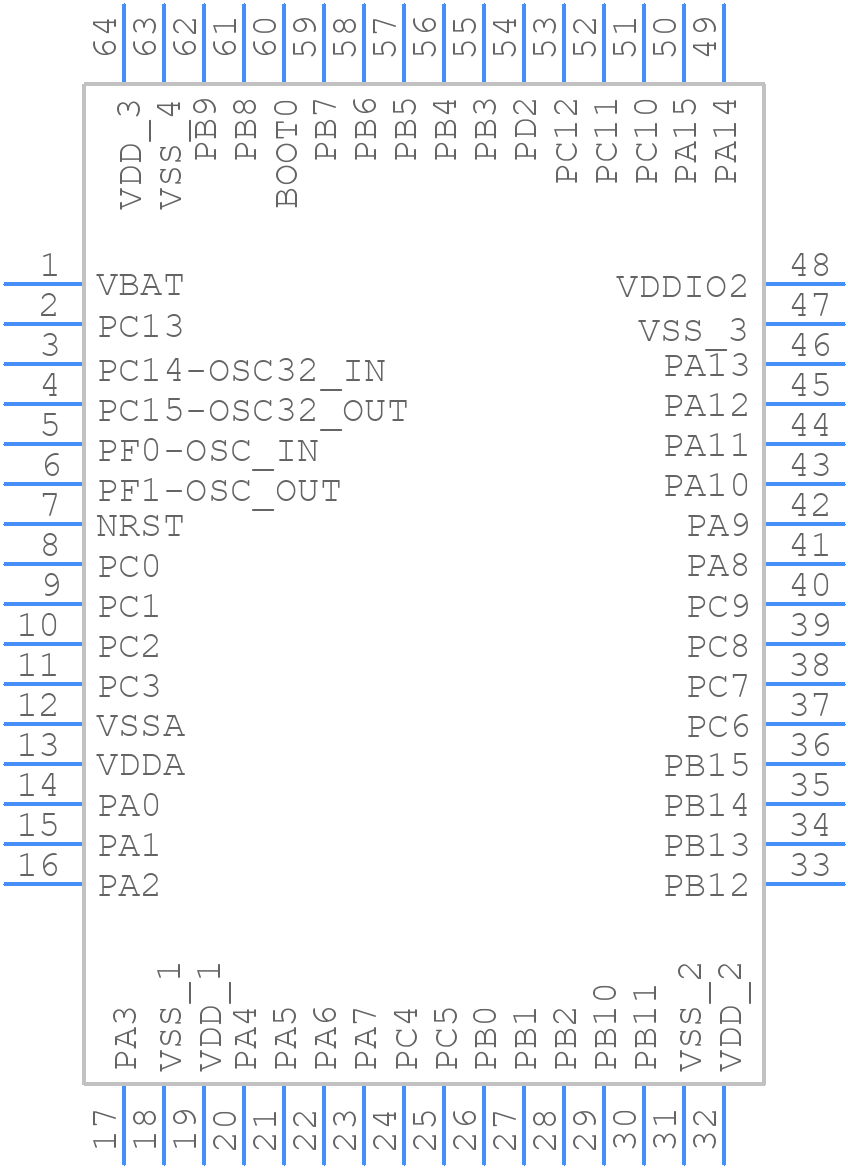 64 63 62 61 60 59 58 57 56 55 54 53 52 51 50 49
VDD_3 VSS_4 PB9 PB8 BOOT0 PB7 PB6 PB5 PB4 PB3 PD2 PC12 PC11 PC10 PA15 PA14
1 VBAT VDDIO2 48
2 PC13 VSS_3 47
3 PC14-OSC32_IN PA13 46
4 PC15-OSC32_OUT PA12 45
5 PF0-OSC_IN PA11 44
6 PF1-OSC_OUT PA10 43
7 NRST PA9 42
8 PC0 PA8 41
9 PC1 PC9 40
10 PC2 PC8 39
11 PC3 PC7 38
12 VSSA PC6 37
13 VDDA PB15 36
14 PA0 PB14 35
15 PA1 PB13 34
16 PA2 PB12 33
PA3 VSS_1 VDD_1 PA4 PA5 PA6 PA7 PC4 PC5 PB0 PB1 PB2 PB10 PB11 VSS_2 VDD_2
17 18 19 20 21 22 23 24 25 26 27 28 29 30 31 32